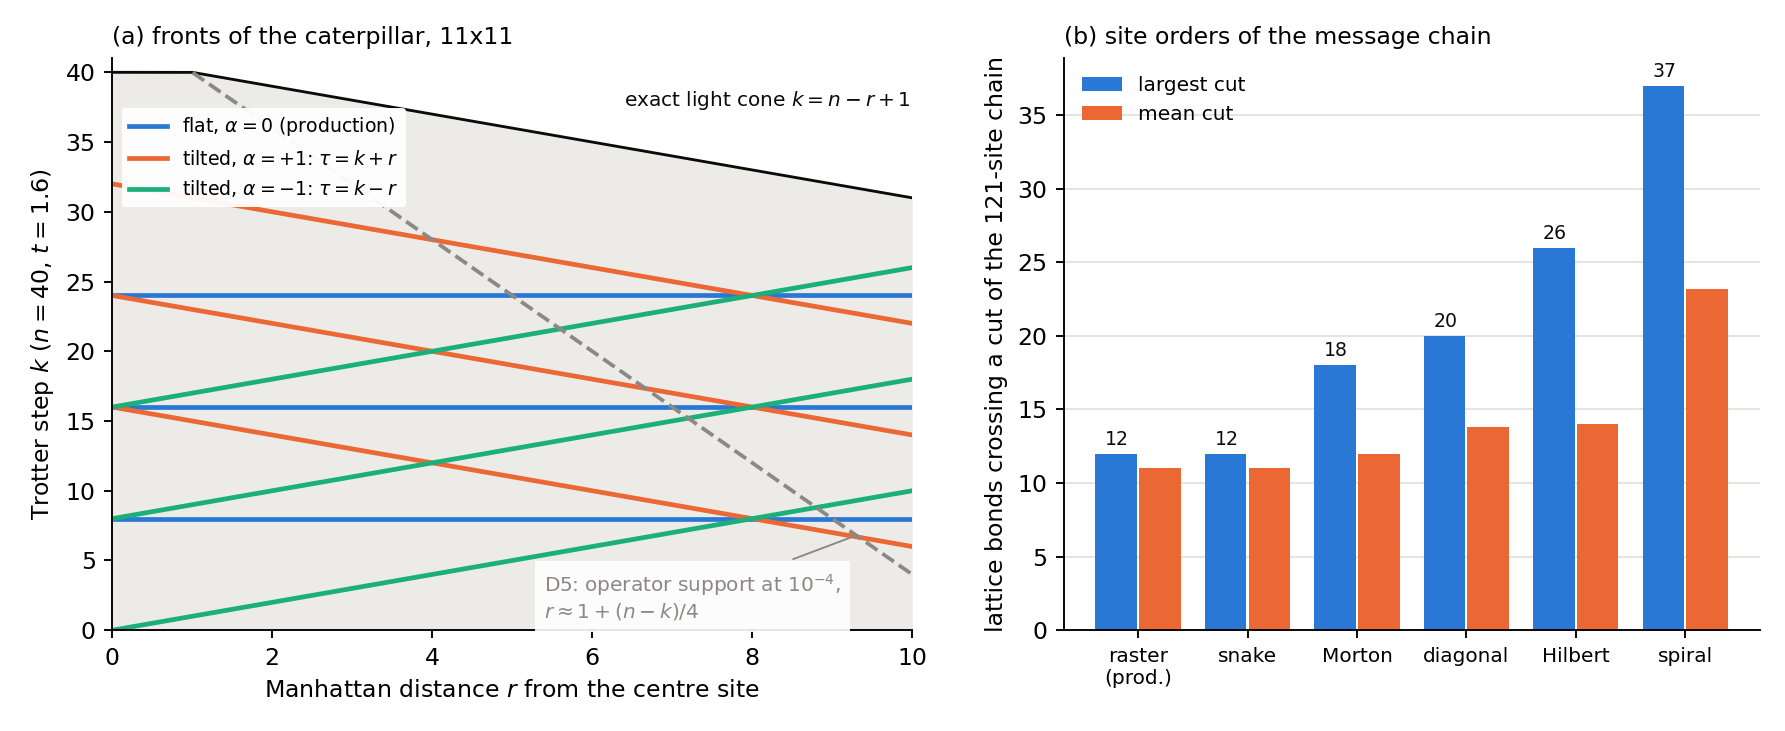 (a) fronts of the caterpillar, 11x11
Trotter step k (n = 40, t = 1.6)
40
35
30
25
20
15
10
5
0
exact light cone k = n − r + 1
flat, α = 0 (production)
tilted, α = +1: τ = k + r
tilted, α = −1: τ = k − r
D5: operator support at 10⁻⁴,
r ≈ 1 + (n − k)/4
0 2 4 6 8 10
Manhattan distance r from the centre site
(b) site orders of the message chain
lattice bonds crossing a cut of the 121-site chain
35
30
25
20
15
10
5
0
largest cut
mean cut
12
12
18
20
26
37
raster
(prod.)
snake
Morton
diagonal
Hilbert
spiral